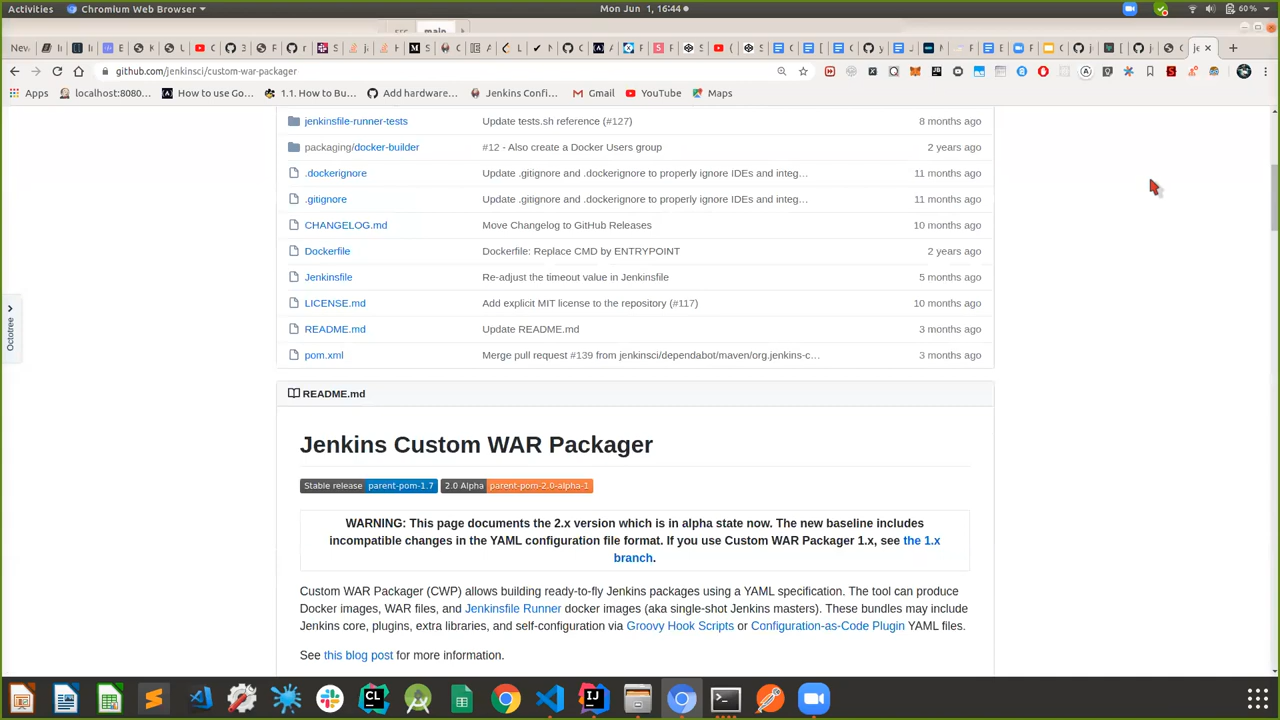 Activities
Chromium Web Browser
Mon Jun 1, 16:44
60 %
src
main
github.com/jenkinsci/custom-war-packager
Apps
localhost:8080...
How to use Go...
1.1. How to Bu...
Add hardware...
Jenkins Confi...
Gmail
YouTube
Maps
jenkinsfile-runner-tests Update tests.sh reference (#127) 8 months ago
packaging/docker-builder #12 - Also create a Docker Users group 2 years ago
.dockerignore Update .gitignore and .dockerignore to properly ignore IDEs and integ… 11 months ago
.gitignore Update .gitignore and .dockerignore to properly ignore IDEs and integ… 11 months ago
CHANGELOG.md Move Changelog to GitHub Releases 10 months ago
Dockerfile Dockerfile: Replace CMD by ENTRYPOINT 2 years ago
Jenkinsfile Re-adjust the timeout value in Jenkinsfile 5 months ago
LICENSE.md Add explicit MIT license to the repository (#117) 10 months ago
README.md Update README.md 3 months ago
pom.xml Merge pull request #139 from jenkinsci/dependabot/maven/org.jenkins-c… 3 months ago
Octotree
README.md
Jenkins Custom WAR Packager
Stable release parent-pom-1.7 2.0 Alpha parent-pom-2.0-alpha-1
WARNING: This page documents the 2.x version which is in alpha state now. The new baseline includes
incompatible changes in the YAML configuration file format. If you use Custom WAR Packager 1.x, see the 1.x
branch.
Custom WAR Packager (CWP) allows building ready-to-fly Jenkins packages using a YAML specification. The tool can produce
Docker images, WAR files, and Jenkinsfile Runner docker images (aka single-shot Jenkins masters). These bundles may include
Jenkins core, plugins, extra libraries, and self-configuration via Groovy Hook Scripts or Configuration-as-Code Plugin YAML files.
See this blog post for more information.